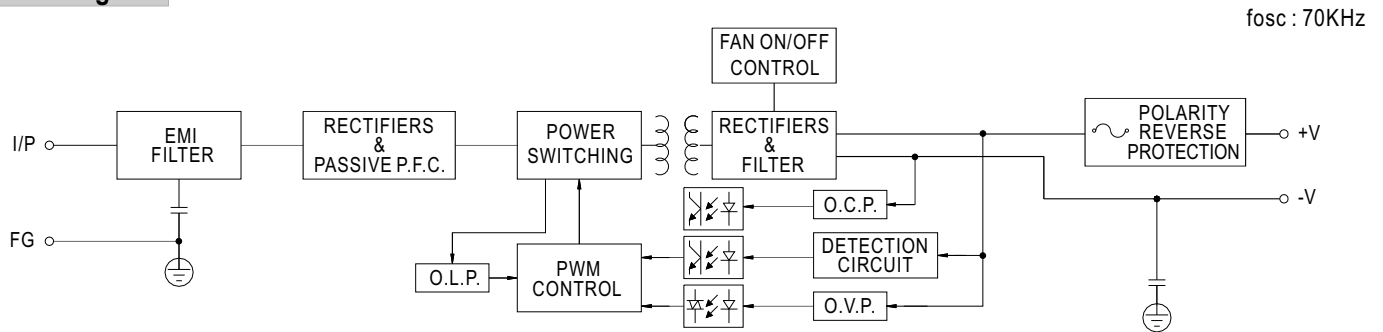 fosc : 70KHz
FAN ON/OFF
CONTROL
I/P
EMI
FILTER
RECTIFIERS
&
PASSIVE P.F.C.
POWER
SWITCHING
RECTIFIERS
&
FILTER
POLARITY
REVERSE
PROTECTION
+V
-V
O.C.P.
FG
O.L.P.
PWM
CONTROL
DETECTION
CIRCUIT
O.V.P.